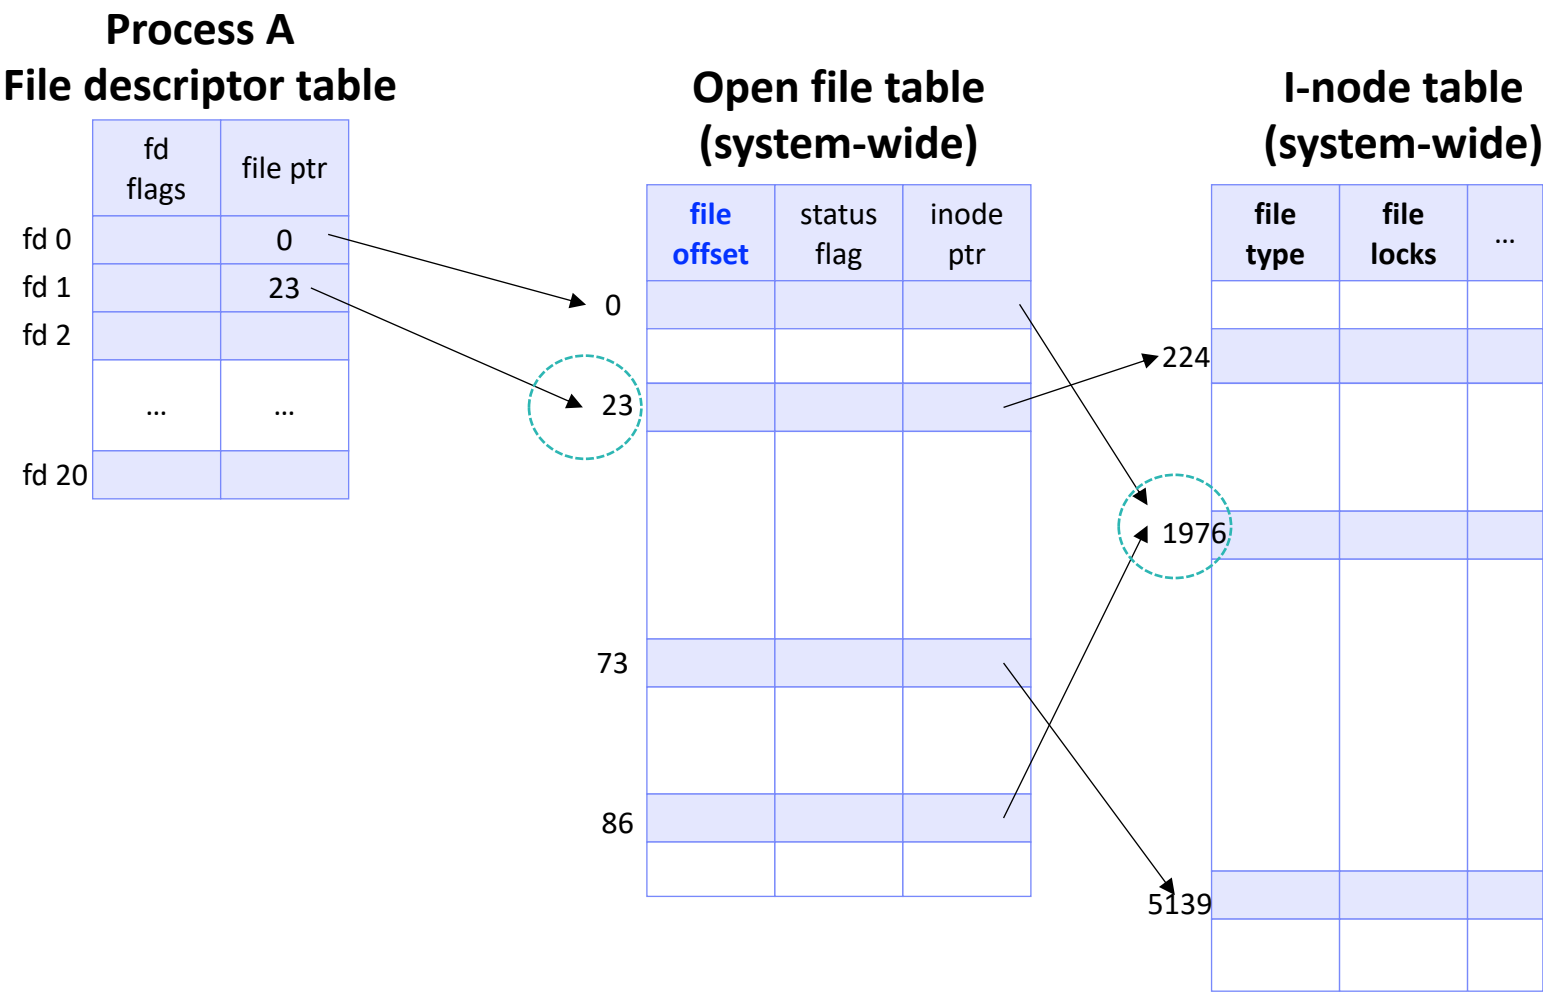 Process A
File descriptor table
fd
flags
file ptr
fd 0
0
fd 1
23
fd 2
...
...
fd 20
Open file table
(system-wide)
file
offset
status
flag
inode
ptr
0
23
73
86
I-node table
(system-wide)
file
type
file
locks
...
224
1976
5139